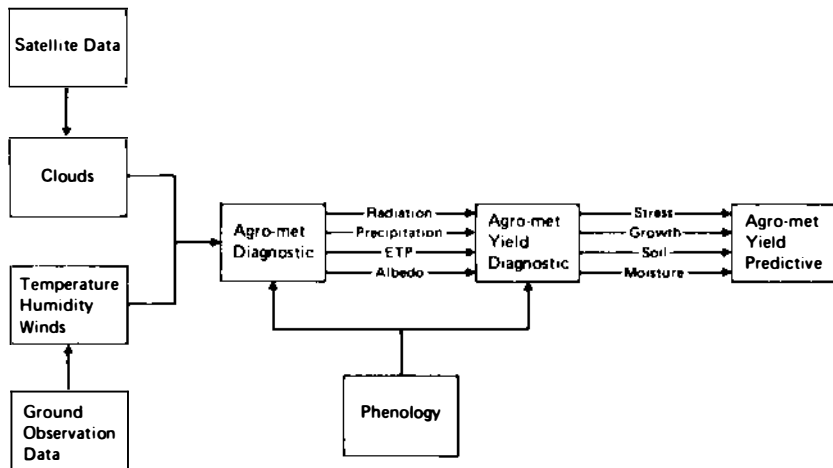 Satellite Data
Clouds
Temperature
Humidity
Winds
Ground
Observation
Data
Agro-met
Diagnostic
Radiation
Precipitation
ETP
Albedo
Agro-met
Yield
Diagnostic
Stress
Growth
Soil
Moisture
Agro-met
Yield
Predictive
Phenology